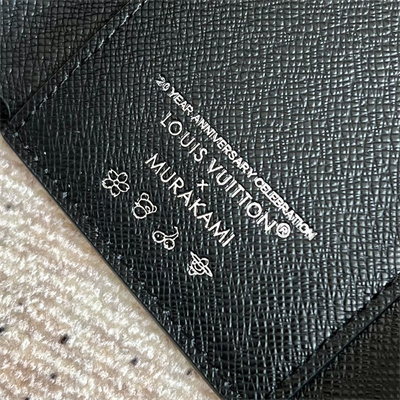 20 YEAR ANNIVERSARY CELEBRATION
LOUIS VUITTON®
×
MURAKAMI